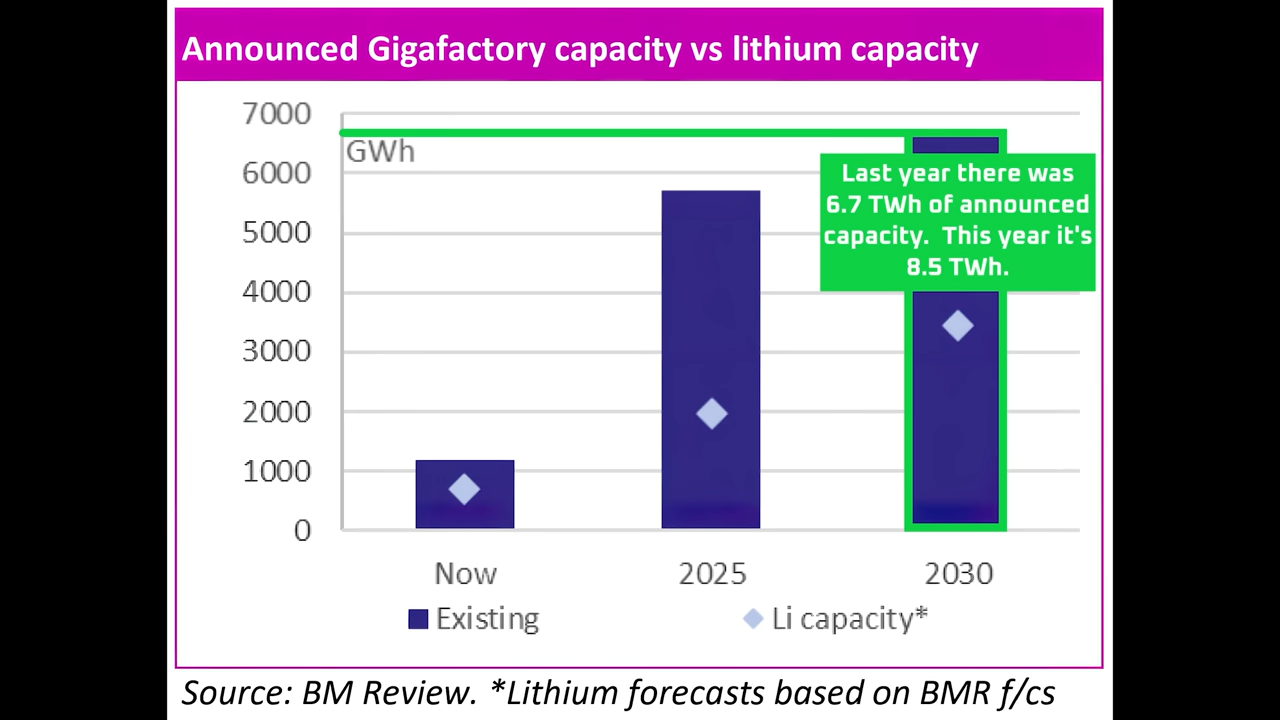 Announced Gigafactory capacity vs lithium capacity
7000
GWh
6000
5000
4000
3000
2000
1000
0
Last year there was
6.7 TWh of announced
capacity. This year it's
8.5 TWh.
Now
2025
2030
Existing
Li capacity*
Source: BM Review. *Lithium forecasts based on BMR f/cs